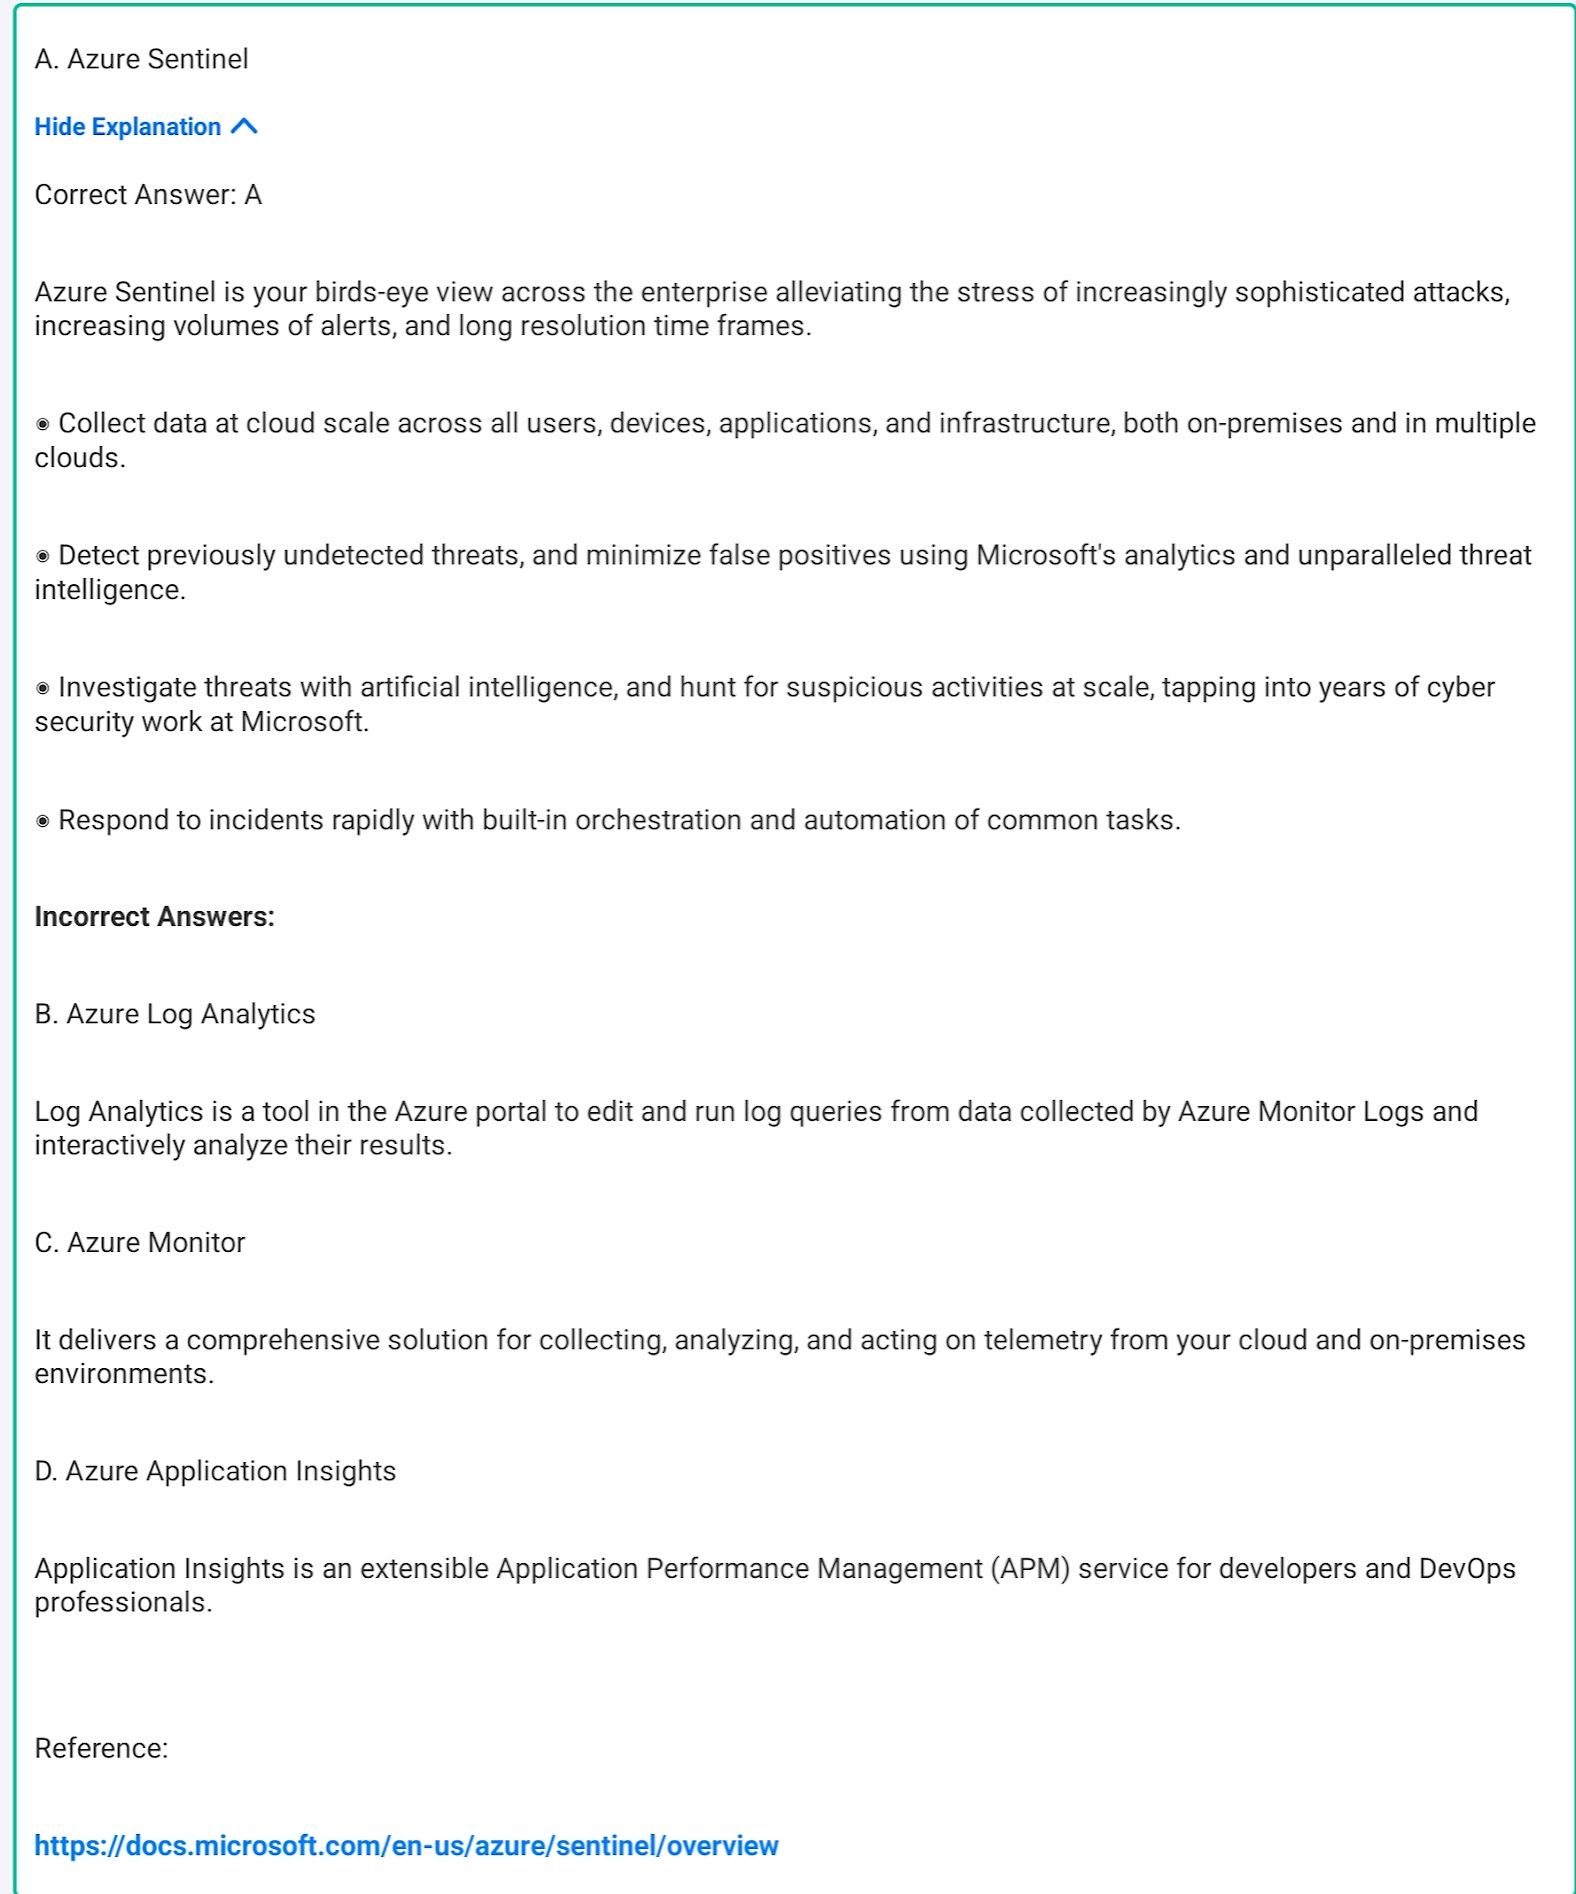 A. Azure Sentinel
Hide Explanation
Correct Answer: A
Azure Sentinel is your birds-eye view across the enterprise alleviating the stress of increasingly sophisticated attacks,
increasing volumes of alerts, and long resolution time frames.
◉ Collect data at cloud scale across all users, devices, applications, and infrastructure, both on-premises and in multiple
clouds.
◉ Detect previously undetected threats, and minimize false positives using Microsoft's analytics and unparalleled threat
intelligence.
◉ Investigate threats with artificial intelligence, and hunt for suspicious activities at scale, tapping into years of cyber
security work at Microsoft.
◉ Respond to incidents rapidly with built-in orchestration and automation of common tasks.
Incorrect Answers:
B. Azure Log Analytics
Log Analytics is a tool in the Azure portal to edit and run log queries from data collected by Azure Monitor Logs and
interactively analyze their results.
C. Azure Monitor
It delivers a comprehensive solution for collecting, analyzing, and acting on telemetry from your cloud and on-premises
environments.
D. Azure Application Insights
Application Insights is an extensible Application Performance Management (APM) service for developers and DevOps
professionals.
Reference:
https://docs.microsoft.com/en-us/azure/sentinel/overview